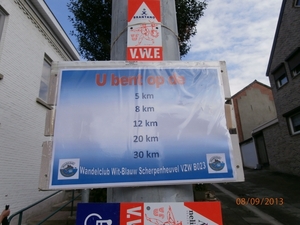 BRABANT
V.W.E
U bent op de
5 km
8 km
12 km
20 km
30 km
Wandelclub Wit-Blauw Scherpenheuvel VZW B023
08/09/2013